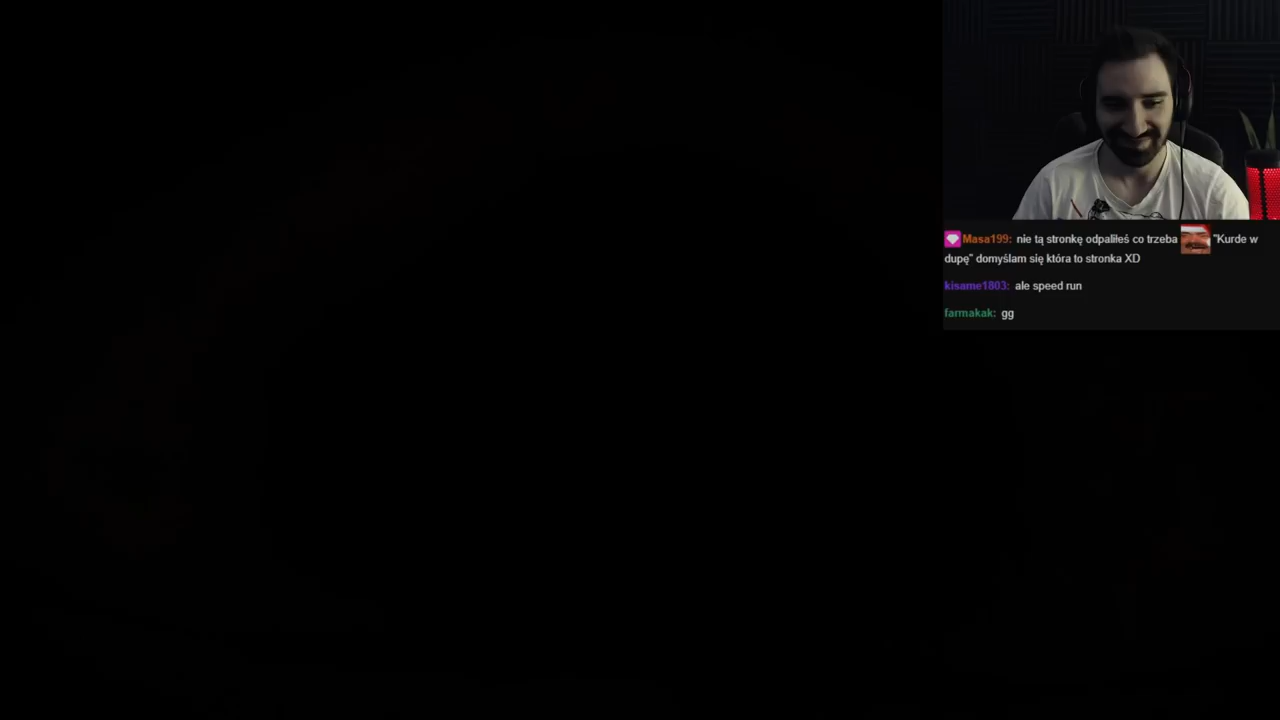 Masa199: nie tą stronkę odpaliłeś co trzeba "Kurde w
dupę" domyślam się która to stronka XD
kisame1803: ale speed run
farmakak: gg